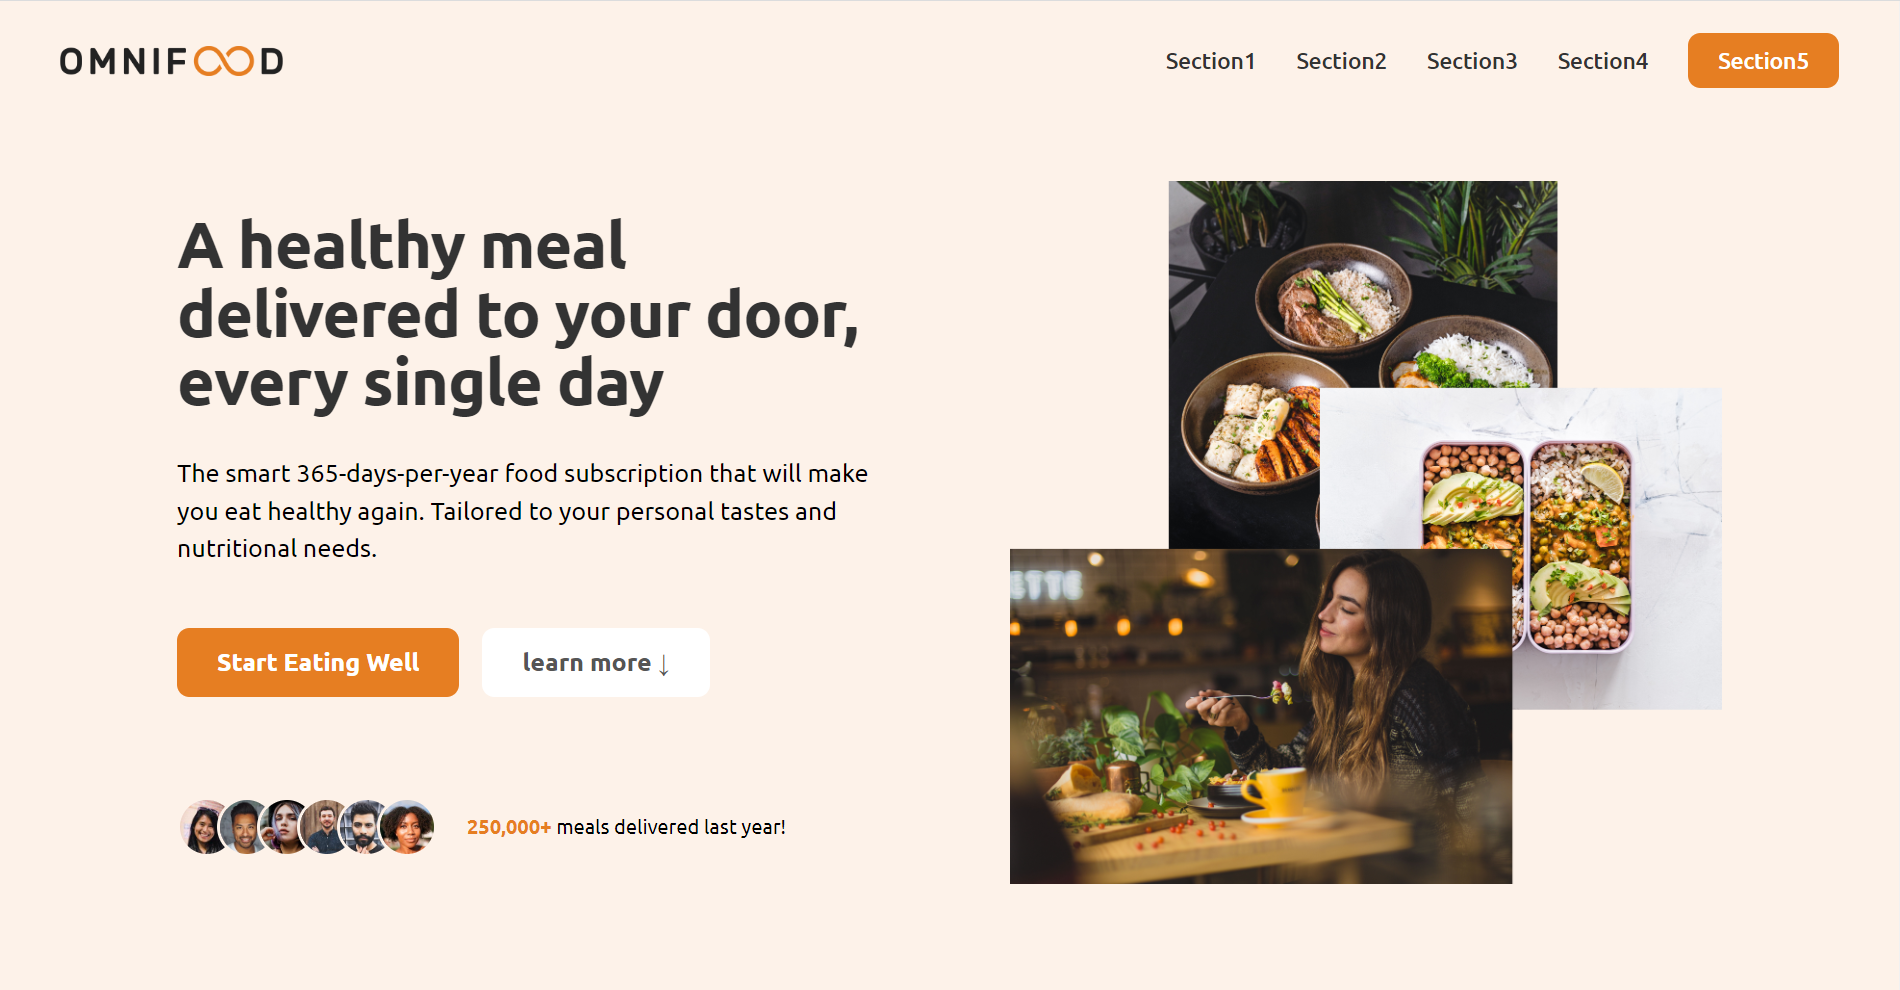 OMNIFOOD
Section1 Section2 Section3 Section4 Section5
A healthy meal
delivered to your door,
every single day
The smart 365-days-per-year food subscription that will make
you eat healthy again. Tailored to your personal tastes and
nutritional needs.
Start Eating Well
learn more ↓
250,000+ meals delivered last year!
ETTE